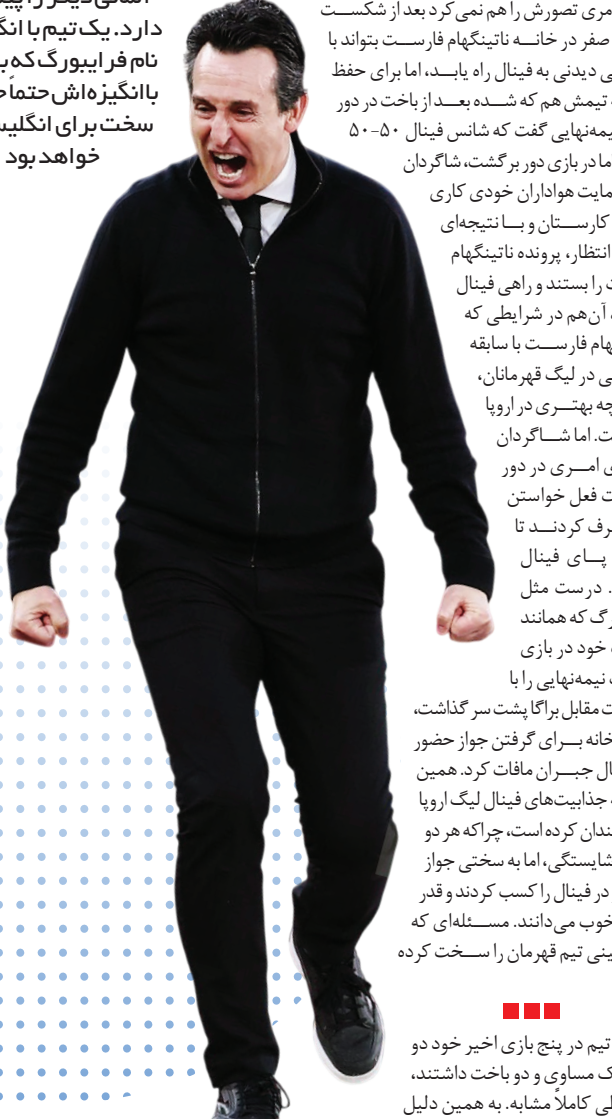 دارد. یک تیم با انگ
نام فرایبورگ که ب
باانگیزه‌اش حتماً
سخت برای انگلیس
خواهد بود
مری تصورش را هم نمی‌کرد بعد از شکست
صفر در خانه ناتینگهام فارست بتواند با
ی دیدنی به فینال راه یابد، اما برای حفظ
تیمش هم که شده بعد از باخت در دور
یمه‌نهایی گفت که شانس فینال ۵۰-۵۰
ما در بازی دور برگشت، شاگردان
مایت هواداران خودی کاری
کارستان و با نتیجه‌ای
انتظار، پرونده ناتینگهام
ت را بستند و راهی فینال
آن‌هم در شرایطی که
هام فارست با سابقه
ی در لیگ قهرمانان،
چه بهتری در اروپا
ت. اما شاگردان
ی امری در دور
ت فعل خواستن
رف کردند تا
پای فینال
. درست مثل
رگ که همانند
خود در بازی
نیمه‌نهایی را با
ت مقابل براگا پشت سر گذاشت،
خانه برای گرفتن جواز حضور
ال جبران مافات کرد. همین
جذابیت‌های فینال لیگ اروپا
ندان کرده است، چراکه هر دو
شایستگی، اما به سختی جواز
در فینال را کسب کردند و قدر
خوب می‌دانند. مسئله‌ای که
ینی تیم قهرمان را سخت کرده
تیم در پنج بازی اخیر خود دو
ک مساوی و دو باخت داشتند،
طی کاملاً مشابه. به همین دلیل